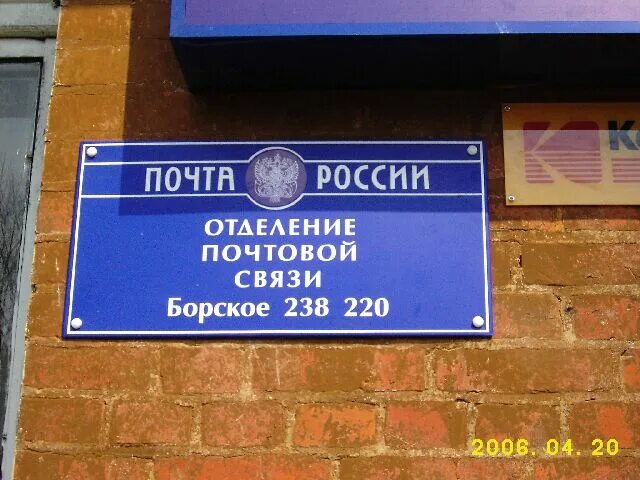 ПОЧТА РОССИИ
ОТДЕЛЕНИЕ
ПОЧТОВОЙ
СВЯЗИ
Борское 238 220
2006. 04. 20